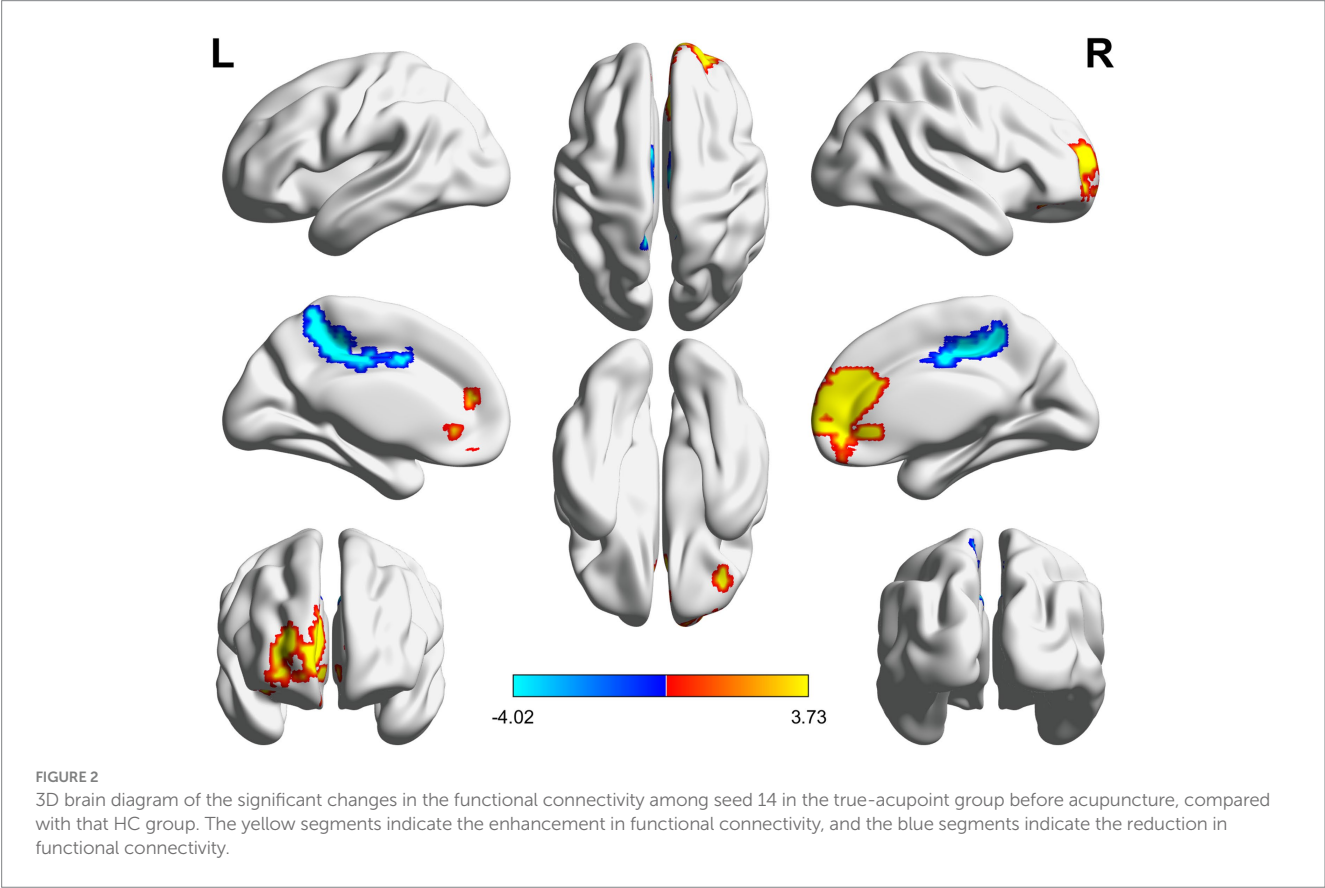 L
R
-4.02
3.73
FIGURE 2
3D brain diagram of the significant changes in the functional connectivity among seed 14 in the true-acupoint group before acupuncture, compared
with that HC group. The yellow segments indicate the enhancement in functional connectivity, and the blue segments indicate the reduction in
functional connectivity.